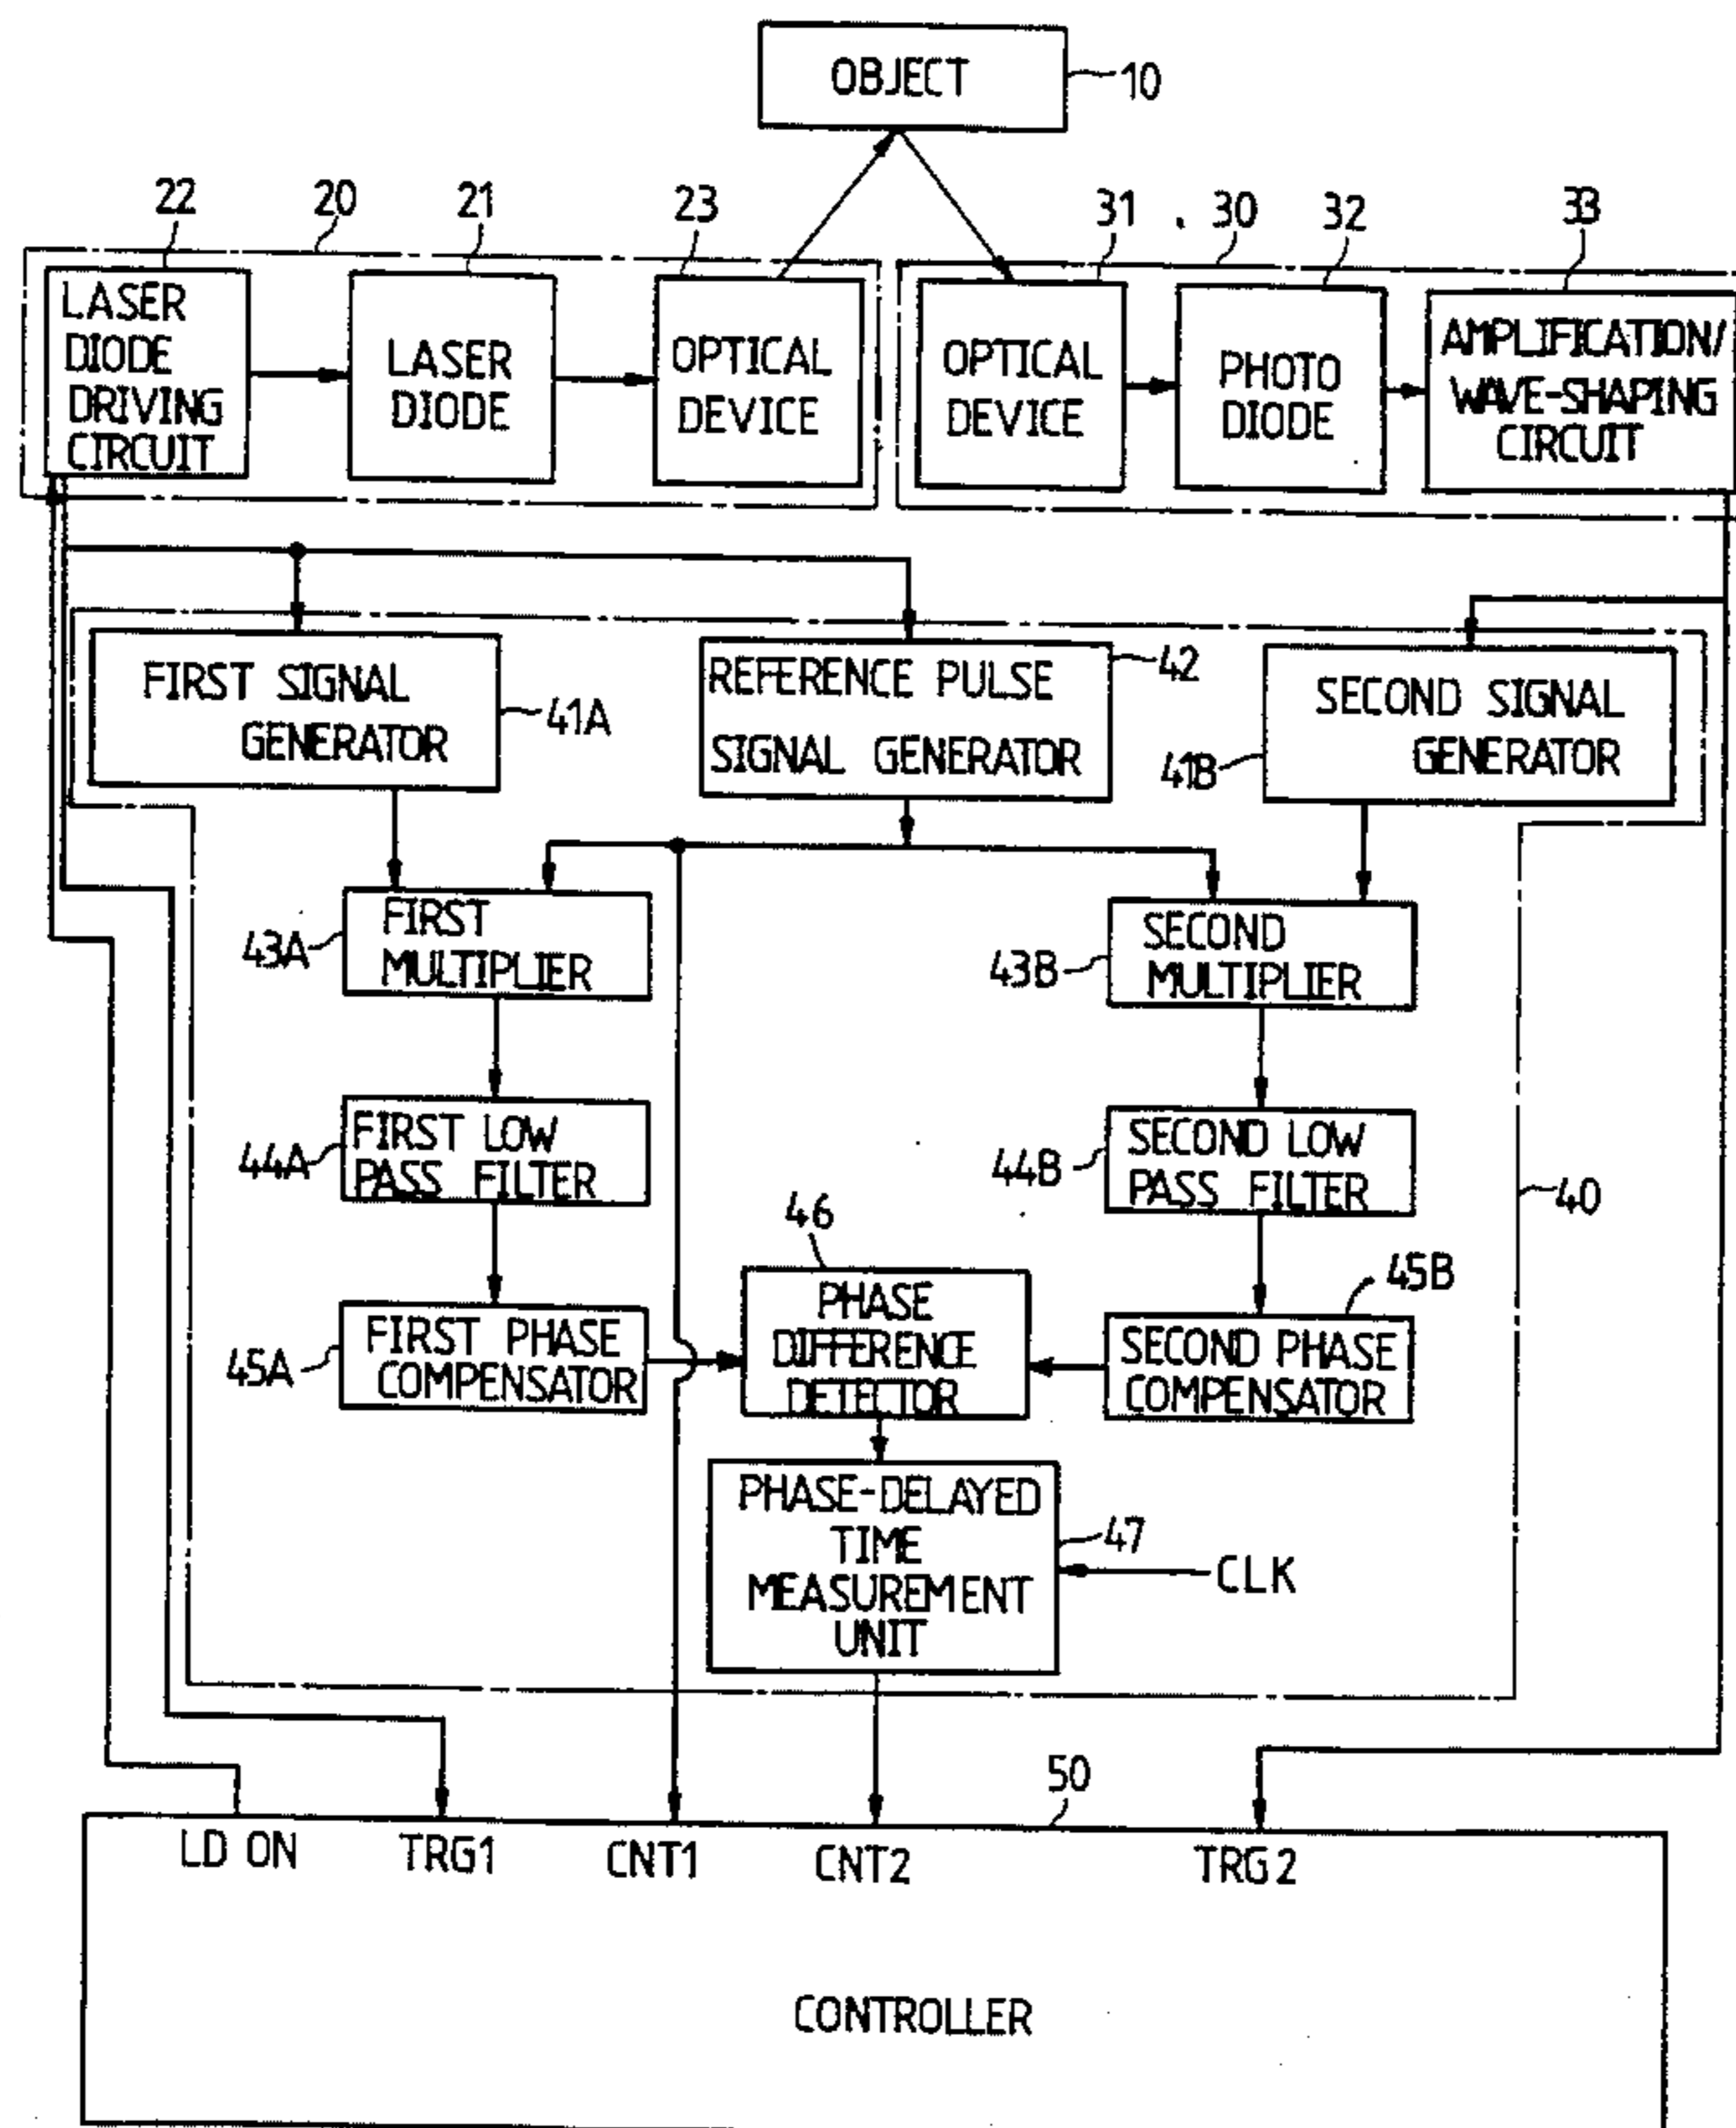 OBJECT
10
22
20
21
23
31
30
32
33
LASER
DIODE
DRIVING
CIRCUIT
LASER
DIODE
OPTICAL
DEVICE
OPTICAL
DEVICE
PHOTO
DIODE
AMPLIFICATION/
WAVE-SHAPING
CIRCUIT
FIRST SIGNAL
GENERATOR
41A
REFERENCE PULSE
SIGNAL GENERATOR
42
SECOND SIGNAL
GENERATOR
41B
FIRST
MULTIPLIER
43A
SECOND
MULTIPLIER
43B
FIRST LOW
PASS FILTER
44A
SECOND LOW
PASS FILTER
44B
40
46
45B
FIRST PHASE
COMPENSATOR
45A
PHASE
DIFFERENCE
DETECTOR
SECOND PHASE
COMPENSATOR
PHASE-DELAYED
TIME
MEASUREMENT
UNIT
47
CLK
50
LD ON
TRG1
CNT1
CNT2
TRG2
CONTROLLER